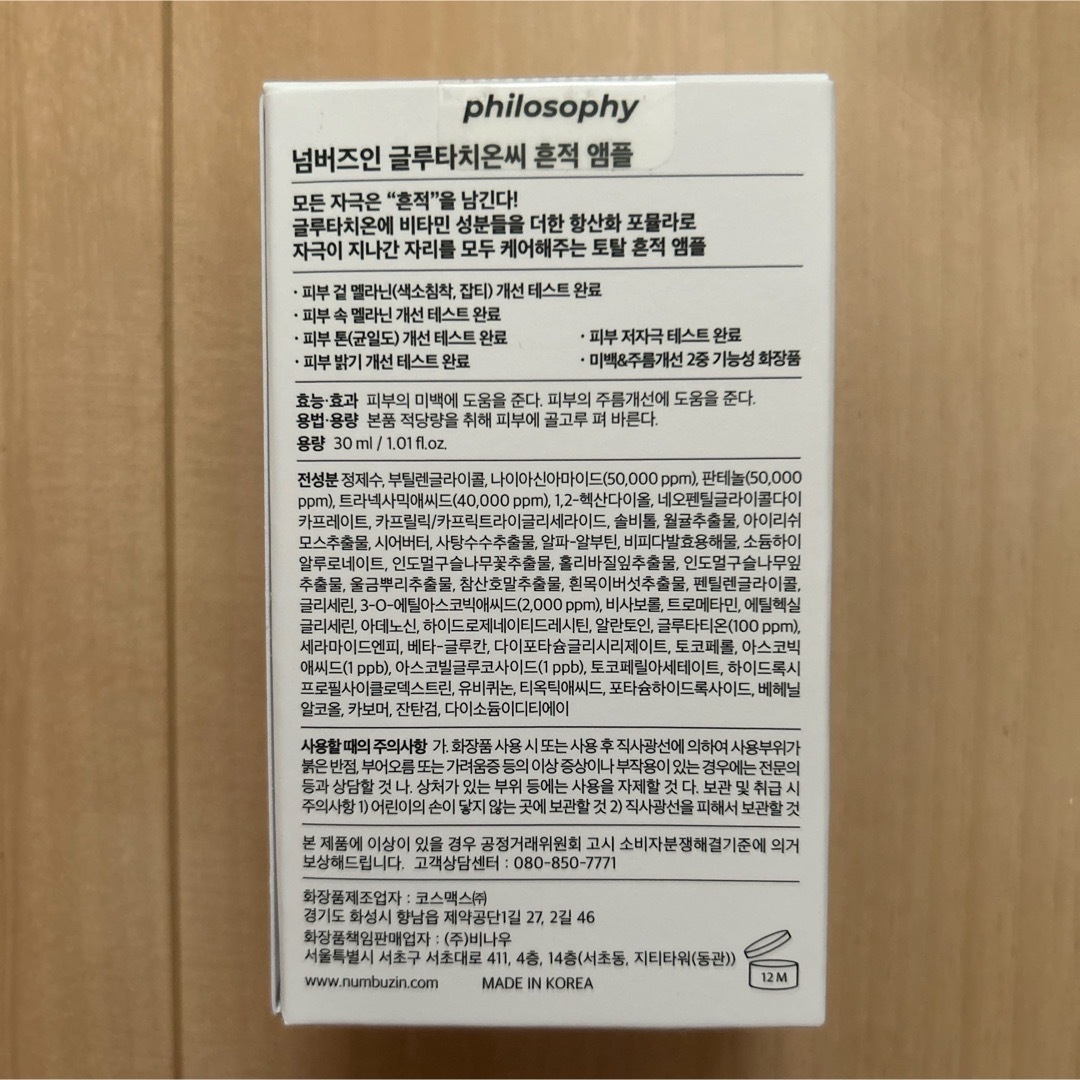 philosophy
넘버즈인 글루타치온씨 흔적 앰플
모든 자극은 “흔적”을 남긴다!
글루타치온에 비타민 성분들을 더한 항산화 포뮬라로
자극이 지나간 자리를 모두 케어해주는 토탈 흔적 앰플
· 피부 겉 멜라닌(색소침착, 잡티) 개선 테스트 완료
· 피부 속 멜라닌 개선 테스트 완료
· 피부 톤(균일도) 개선 테스트 완료 · 피부 저자극 테스트 완료
· 피부 밝기 개선 테스트 완료 · 미백&주름개선 2중 기능성 화장품
효능·효과 피부의 미백에 도움을 준다. 피부의 주름개선에 도움을 준다.
용법·용량 본품 적당량을 취해 피부에 골고루 펴 바른다.
용량 30 ml / 1.01 fl.oz.
전성분 정제수, 부틸렌글라이콜, 나이아신아마이드(50,000 ppm), 판테놀(50,000
ppm), 트라넥사믹애씨드(40,000 ppm), 1,2-헥산다이올, 네오펜틸글라이콜다이
카프레이트, 카프릴릭/카프릭트라이글리세라이드, 솔비톨, 월귤추출물, 아이리쉬
모스추출물, 시어버터, 사탕수수추출물, 알파-알부틴, 비피다발효용해물, 소듐하이
알루로네이트, 인도멀구슬나무꽃추출물, 홀리바질잎추출물, 인도멀구슬나무잎
추출물, 울금뿌리추출물, 참산호말추출물, 흰목이버섯추출물, 펜틸렌글라이콜,
글리세린, 3-O-에틸아스코빅애씨드(2,000 ppm), 비사보롤, 트로메타민, 에틸헥실
글리세린, 아데노신, 하이드로제네이티드레시틴, 알란토인, 글루타티온(100 ppm),
세라마이드엔피, 베타-글루칸, 다이포타슘글리시리제이트, 토코페롤, 아스코빅
애씨드(1 ppb), 아스코빌글루코사이드(1 ppb), 토코페릴아세테이트, 하이드록시
프로필사이클로덱스트린, 유비퀴논, 티옥틱애씨드, 포타슘하이드록사이드, 베헤닐
알코올, 카보머, 잔탄검, 다이소듐이디티에이
사용할 때의 주의사항 가. 화장품 사용 시 또는 사용 후 직사광선에 의하여 사용부위가
붉은 반점, 부어오름 또는 가려움증 등의 이상 증상이나 부작용이 있는 경우에는 전문의
등과 상담할 것 나. 상처가 있는 부위 등에는 사용을 자제할 것 다. 보관 및 취급 시
주의사항 1) 어린이의 손이 닿지 않는 곳에 보관할 것 2) 직사광선을 피해서 보관할 것
본 제품에 이상이 있을 경우 공정거래위원회 고시 소비자분쟁해결기준에 의거
보상해드립니다. 고객상담센터 : 080-850-7771
화장품제조업자 : 코스맥스㈜
경기도 화성시 향남읍 제약공단1길 27, 2길 46
화장품책임판매업자 : (주)비나우
서울특별시 서초구 서초대로 411, 4층, 14층(서초동, 지티타워(동관))
12 M
www.numbuzin.com MADE IN KOREA